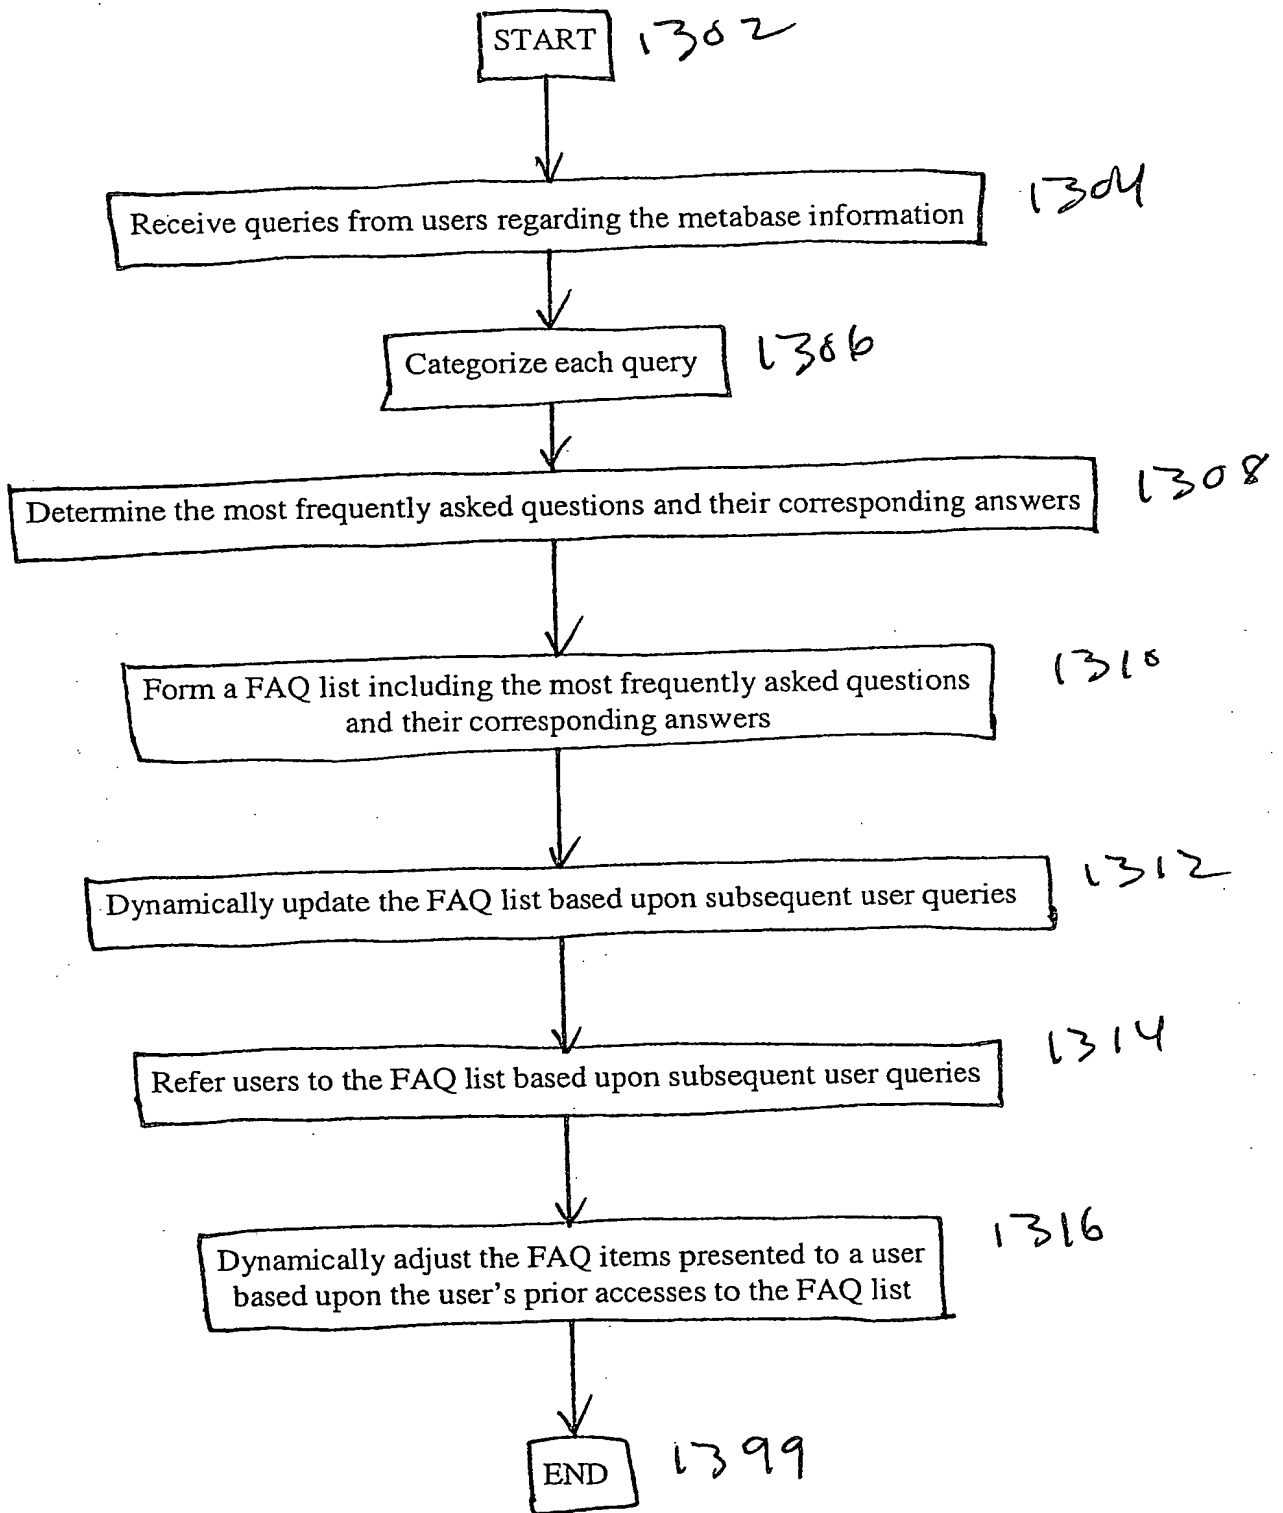 START 1302
Receive queries from users regarding the metabase information 1304
Categorize each query 1306
Determine the most frequently asked questions and their corresponding answers 1308
Form a FAQ list including the most frequently asked questions 1310
and their corresponding answers
Dynamically update the FAQ list based upon subsequent user queries 1312
Refer users to the FAQ list based upon subsequent user queries 1314
Dynamically adjust the FAQ items presented to a user 1316
based upon the user's prior accesses to the FAQ list
END 1399